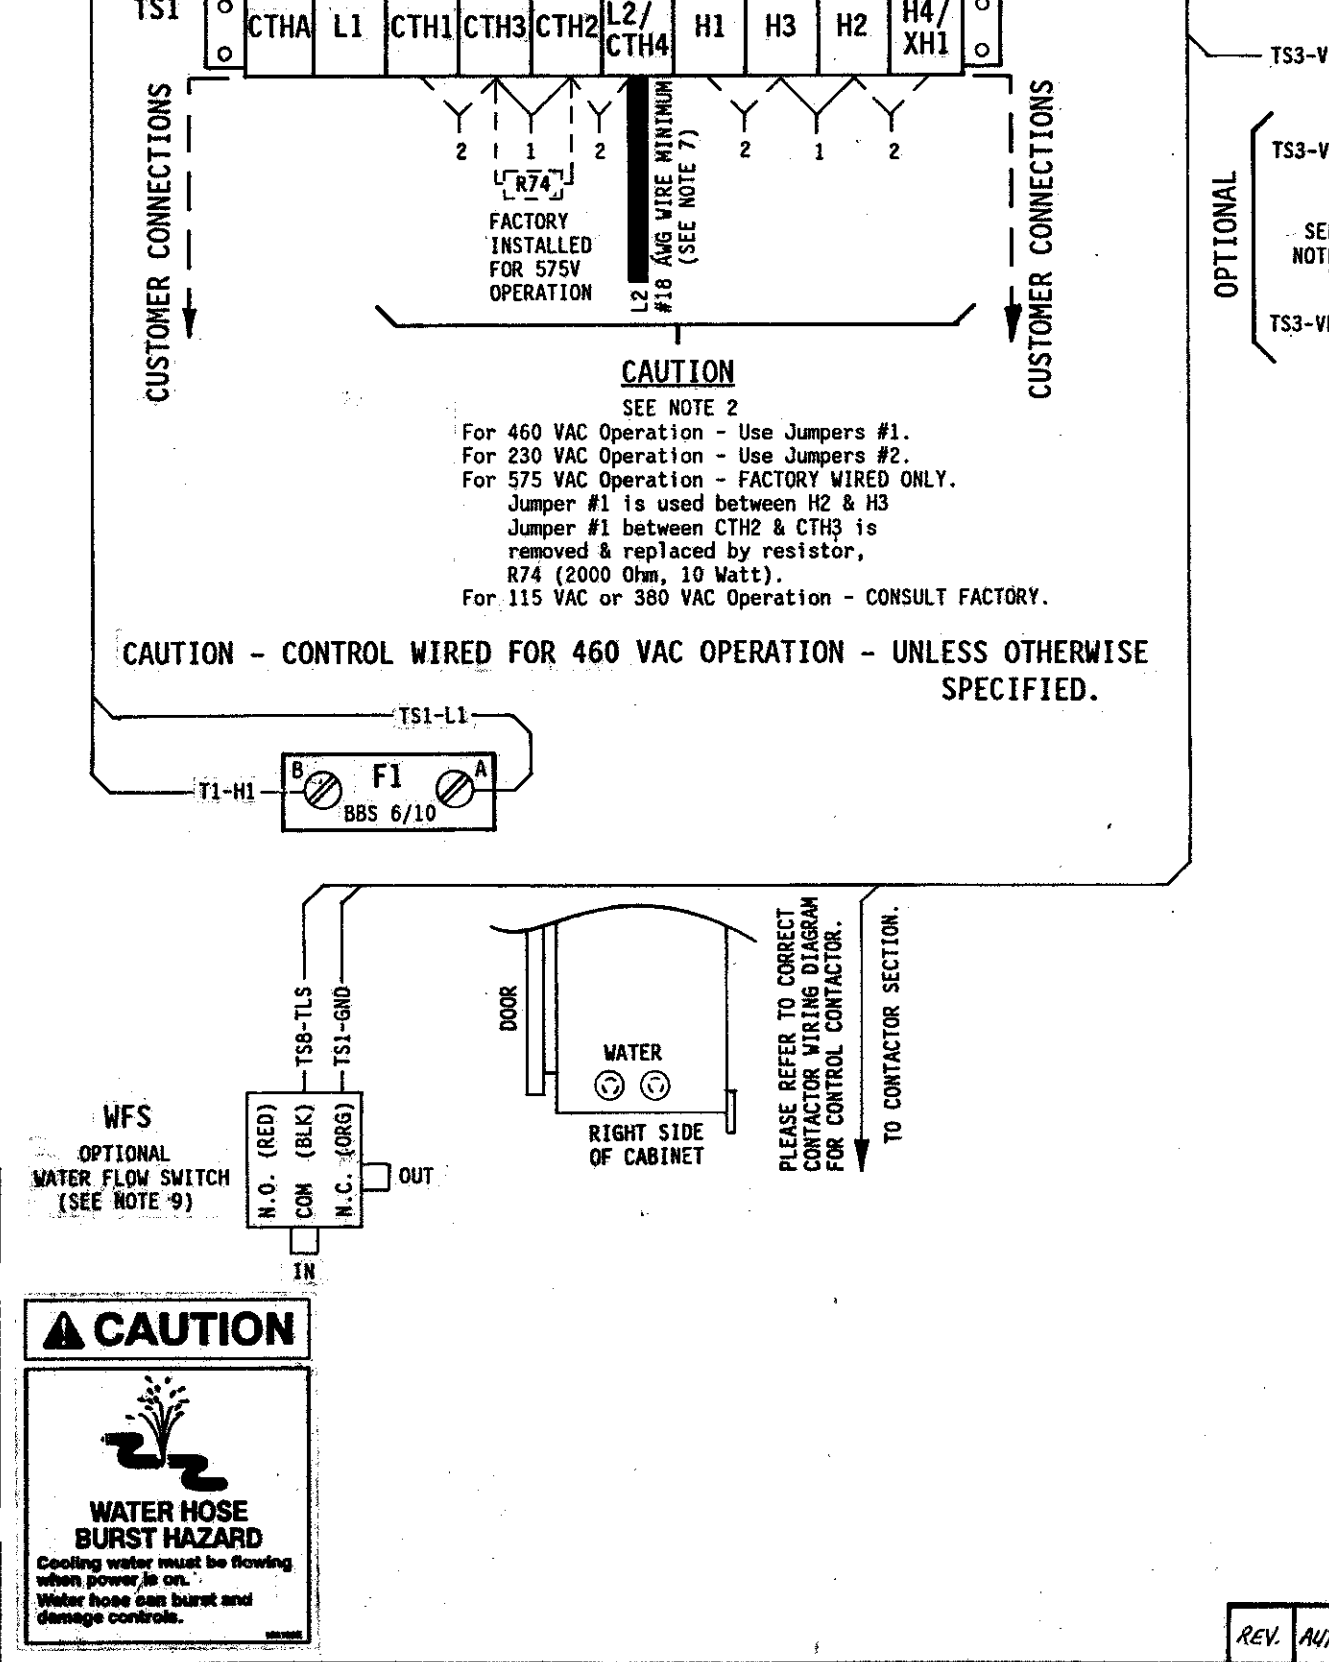 TS1
CTHA L1 CTH1 CTH3 CTH2 L2/ CTH4 H1 H3 H2 H4/ XH1
TS3-V
CUSTOMER CONNECTIONS
2 1 2
2 1 2
R74
FACTORY
INSTALLED
FOR 575V
OPERATION
L2
#18 AWG WIRE MINIMUM
(SEE NOTE 7)
CUSTOMER CONNECTIONS
OPTIONAL
TS3-V
CAUTION
SEE NOTE 2
For 460 VAC Operation - Use Jumpers #1.
For 230 VAC Operation - Use Jumpers #2.
For 575 VAC Operation - FACTORY WIRED ONLY.
Jumper #1 is used between H2 & H3
Jumper #1 between CTH2 & CTH3 is
removed & replaced by resistor,
R74 (2000 Ohm, 10 Watt).
For 115 VAC or 380 VAC Operation - CONSULT FACTORY.
CAUTION - CONTROL WIRED FOR 460 VAC OPERATION - UNLESS OTHERWISE
SPECIFIED.
TS1-L1
T1-H1
B F1 A
BBS 6/10
TS8-TLS
TS1-GND
DOOR
WATER
RIGHT SIDE
OF CABINET
PLEASE REFER TO CORRECT
CONTACTOR WIRING DIAGRAM
FOR CONTROL CONTACTOR.
TO CONTACTOR SECTION.
WFS
OPTIONAL
WATER FLOW SWITCH
(SEE NOTE 9)
N.O. (RED)
COM (BLK)
N.C. (ORG)
OUT
IN
CAUTION
WATER HOSE
BURST HAZARD
Cooling water must be flowing
when power is on.
Water hose can burst and
damage controls.
REV.